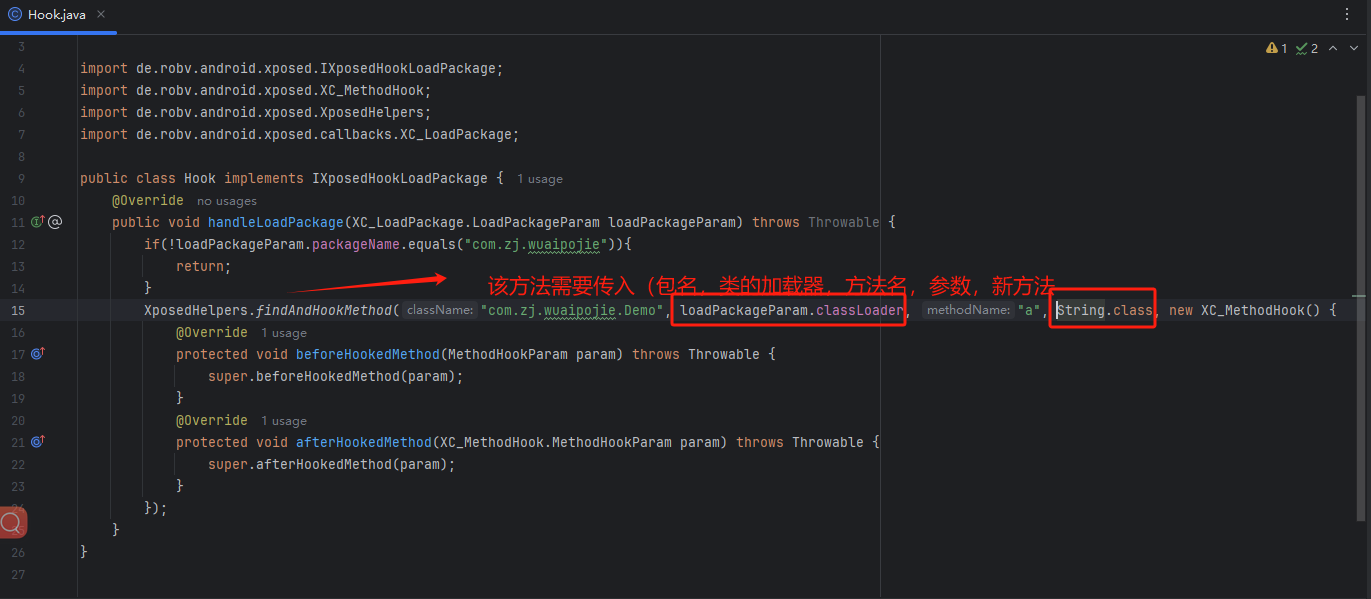 Hook.java
1 2
3
4 import de.robv.android.xposed.IXposedHookLoadPackage;
5 import de.robv.android.xposed.XC_MethodHook;
6 import de.robv.android.xposed.XposedHelpers;
7 import de.robv.android.xposed.callbacks.XC_LoadPackage;
8
9 public class Hook implements IXposedHookLoadPackage { 1 usage
10 @Override no usages
11 public void handleLoadPackage(XC_LoadPackage.LoadPackageParam loadPackageParam) throws Throwable {
12 if(!loadPackageParam.packageName.equals("com.zj.wuaipojie")){
13 return;
该方法需要传入（包名，类的加载器，方法名，参数，新方法
14 }
15 XposedHelpers.findAndHookMethod( className: "com.zj.wuaipojie.Demo", loadPackageParam.classLoader, methodName: "a", String.class, new XC_MethodHook() {
16 @Override 1 usage
17 protected void beforeHookedMethod(MethodHookParam param) throws Throwable {
18 super.beforeHookedMethod(param);
19 }
20 @Override 1 usage
21 protected void afterHookedMethod(XC_MethodHook.MethodHookParam param) throws Throwable {
22 super.afterHookedMethod(param);
23 }
});
}
26 }
27